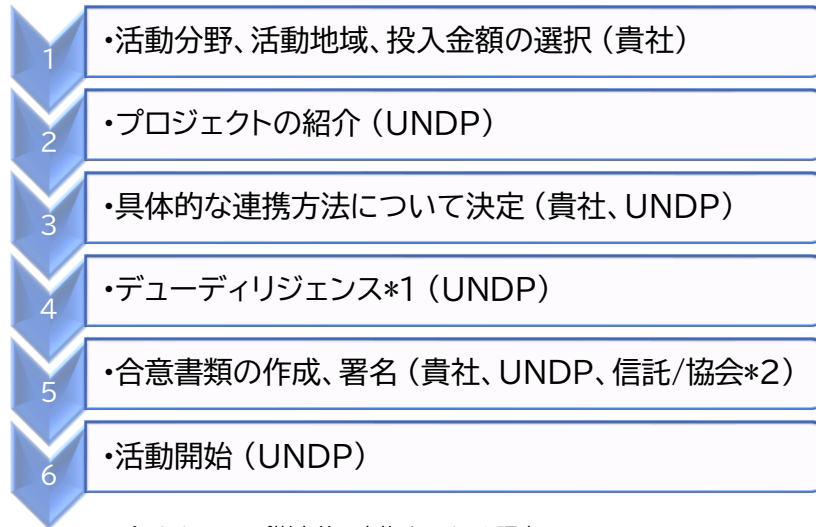 1
•活動分野、活動地域、投入金額の選択（貴社）
2
•プロジェクトの紹介（UNDP）
3
•具体的な連携方法について決定（貴社、UNDP）
4
•デューディリジェンス*1（UNDP）
5
•合意書類の作成、署名（貴社、UNDP、信託/協会*2）
6
•活動開始（UNDP）